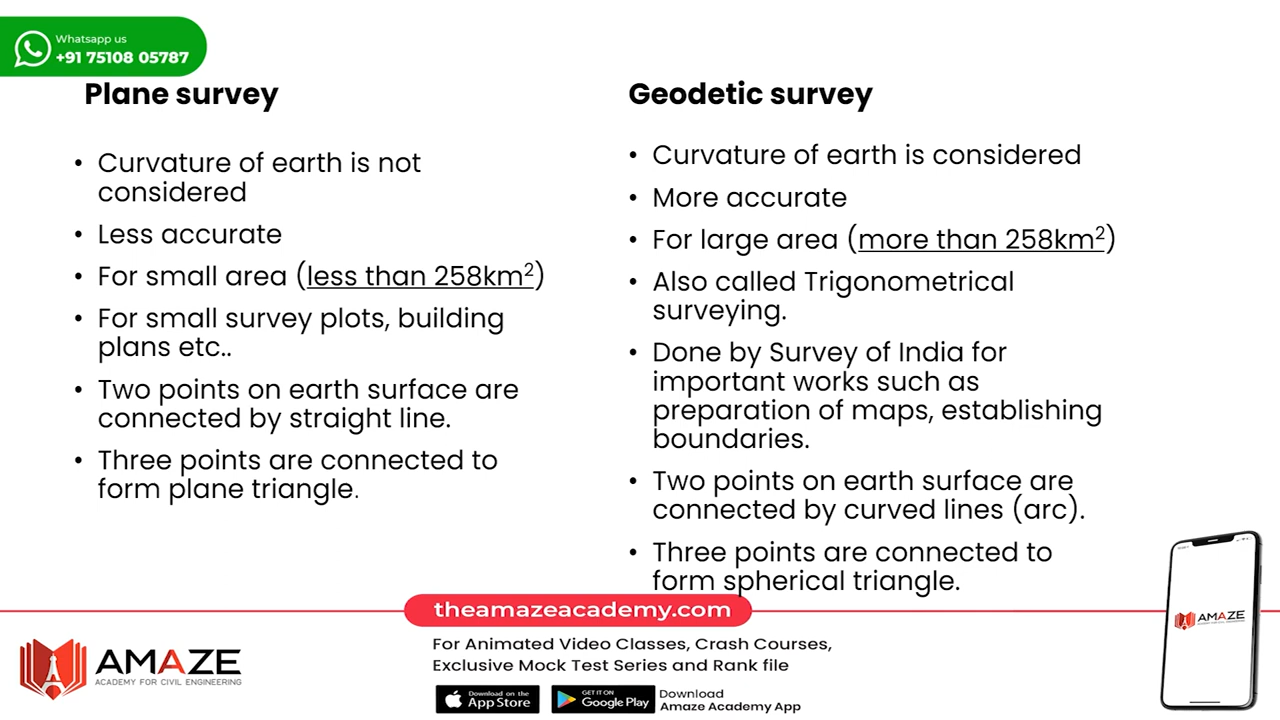 Whatsapp us
+91 75108 05787
Plane survey
• Curvature of earth is not
considered
• Less accurate
• For small area (less than 258km²)
• For small survey plots, building
plans etc..
• Two points on earth surface are
connected by straight line.
• Three points are connected to
form plane triangle.
Geodetic survey
• Curvature of earth is considered
• More accurate
• For large area (more than 258km²)
• Also called Trigonometrical
surveying.
• Done by Survey of India for
important works such as
preparation of maps, establishing
boundaries.
• Two points on earth surface are
connected by curved lines (arc).
• Three points are connected to
form spherical triangle.
theamazeacademy.com
AMAZE
ACADEMY FOR CIVIL ENGINEERING
For Animated Video Classes, Crash Courses,
Exclusive Mock Test Series and Rank file
Download on the
App Store
GET IT ON
Google Play
Download
Amaze Academy App
AMAZE